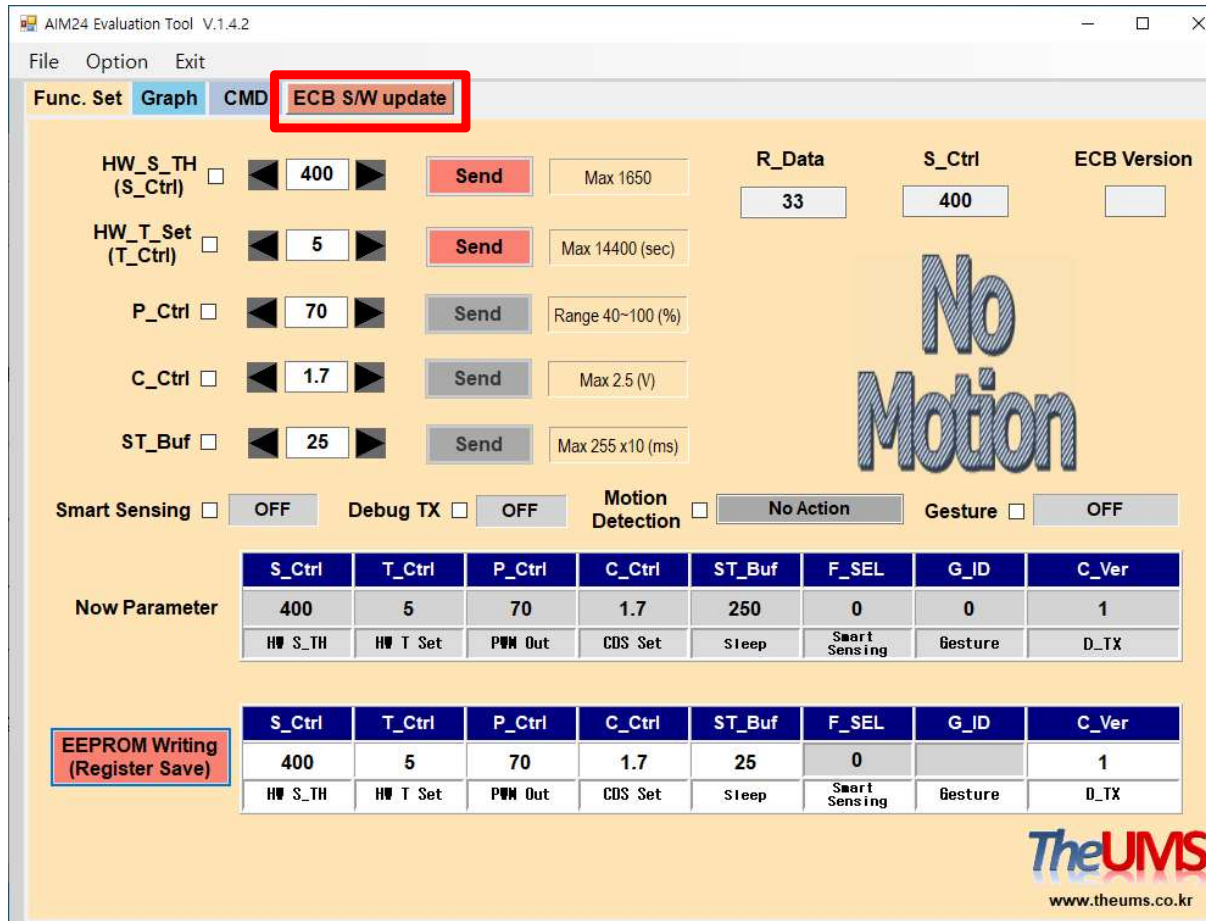 AIM24 Evaluation Tool V.1.4.2
File Option Exit
Func. Set Graph CMD ECB S/W update
HW_S_TH
(S_Ctrl)
400
Send
Max 1650
R_Data
33
S_Ctrl
400
ECB Version
HW_T_Set
(T_Ctrl)
5
Send
Max 14400 (sec)
P_Ctrl
70
Send
Range 40~100 (%)
C_Ctrl
1.7
Send
Max 2.5 (V)
ST_Buf
25
Send
Max 255 x10 (ms)
No
Motion
Smart Sensing OFF
Debug TX OFF
Motion
Detection
No Action
Gesture OFF
S_Ctrl T_Ctrl P_Ctrl C_Ctrl ST_Buf F_SEL G_ID C_Ver
Now Parameter
400 5 70 1.7 250 0 0 1
HW S_TH HW T Set PWM Out CDS Set Sleep Smart Sensing Gesture D_TX
S_Ctrl T_Ctrl P_Ctrl C_Ctrl ST_Buf F_SEL G_ID C_Ver
EEPROM Writing
(Register Save)
400 5 70 1.7 25 0 1
HW S_TH HW T Set PWM Out CDS Set Sleep Smart Sensing Gesture D_TX
TheUMS
www.theums.co.kr